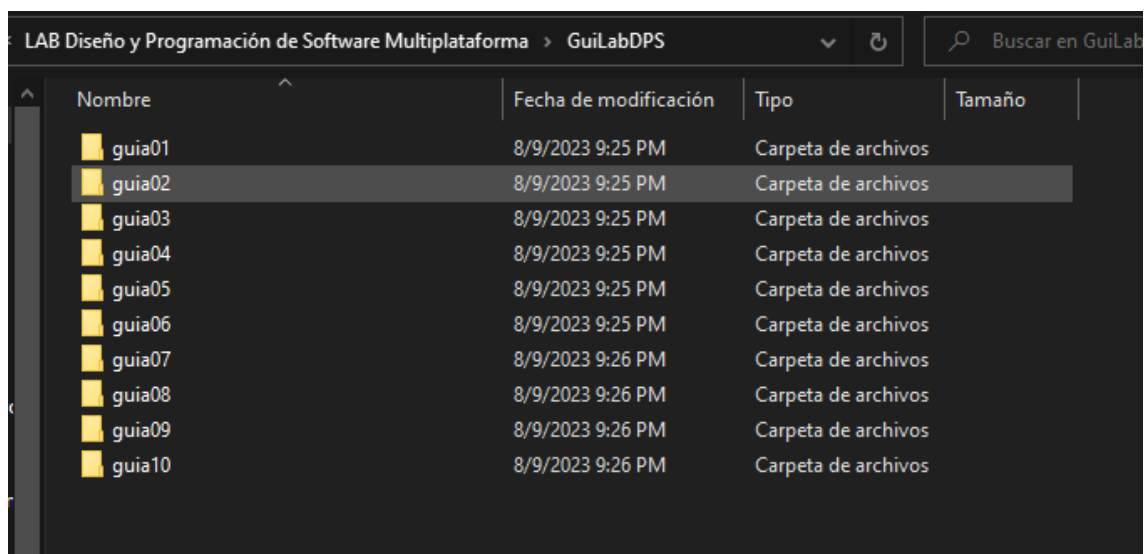 LAB Diseño y Programación de Software Multiplataforma > GuiLabDPS Buscar en GuiLab
Nombre Fecha de modificación Tipo Tamaño
guia01 8/9/2023 9:25 PM Carpeta de archivos
guia02 8/9/2023 9:25 PM Carpeta de archivos
guia03 8/9/2023 9:25 PM Carpeta de archivos
guia04 8/9/2023 9:25 PM Carpeta de archivos
guia05 8/9/2023 9:25 PM Carpeta de archivos
guia06 8/9/2023 9:25 PM Carpeta de archivos
guia07 8/9/2023 9:26 PM Carpeta de archivos
guia08 8/9/2023 9:26 PM Carpeta de archivos
guia09 8/9/2023 9:26 PM Carpeta de archivos
guia10 8/9/2023 9:26 PM Carpeta de archivos